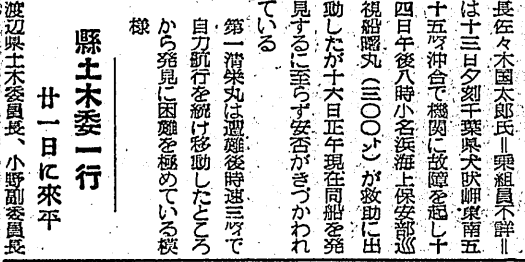 長佐々木国太郎氏＝乗組員不詳＝
は十三日夕刻千葉県犬吠岬東南五
十五㍄沖合で機関に故障を起し十
四日午後八時小名浜海上保安部巡
視船曙丸（三〇〇㌧）が救助に出
動したが十六日正午現在同船を発
見するに至らず安否がきづかわれ
ている
第一清栄丸は遭難後時速三㍄で
自力航行を続け移動したところ
から発見に困難を極めている模
様
縣土木委一行
廿一日に來平
渡辺県土木委員長、小野副委員長